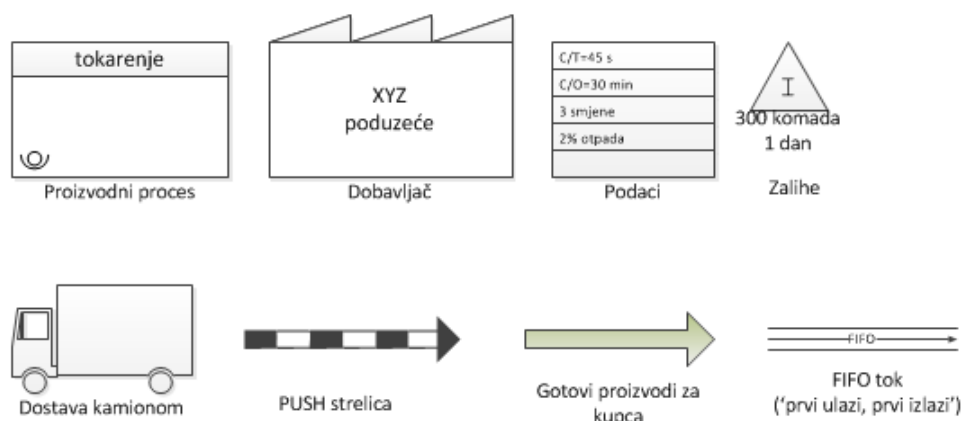 tokarenje
Proizvodni proces
XYZ
poduzeće
Dobavljač
C/T=45 s
C/O=30 min
3 smjene
2% otpada
Podaci
I
300 komada
1 dan
Zalihe
Dostava kamionom
PUSH strelica
Gotovi proizvodi za
kupca
FIFO
FIFO tok
(‘prvi ulazi, prvi izlazi’)